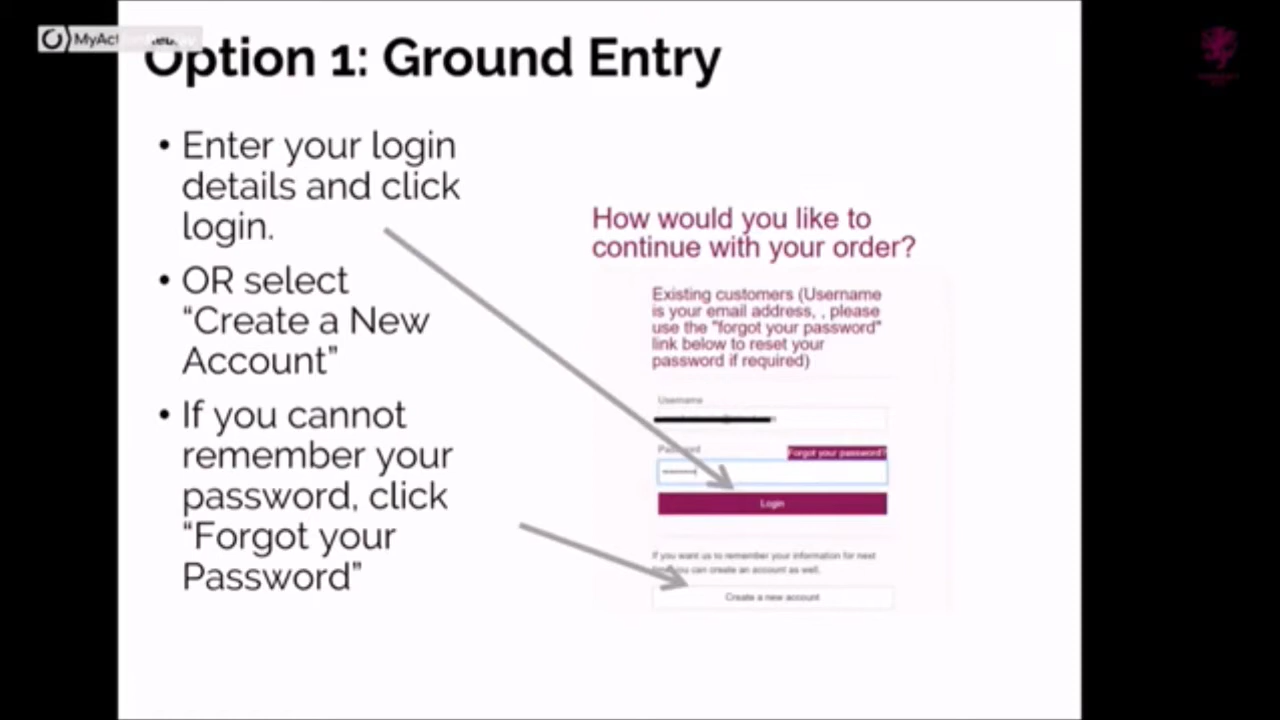 MyAct
Option 1: Ground Entry
• Enter your login
details and click
login.
• OR select
“Create a New
Account”
• If you cannot
remember your
password, click
“Forgot your
Password”
How would you like to
continue with your order?
Existing customers (Username
is your email address, , please
use the "forgot your password"
link below to reset your
password if required)
Username
Password
Forgot your password?
Login
If you want us to remember your information for next
you can create an account as well.
Create a new account